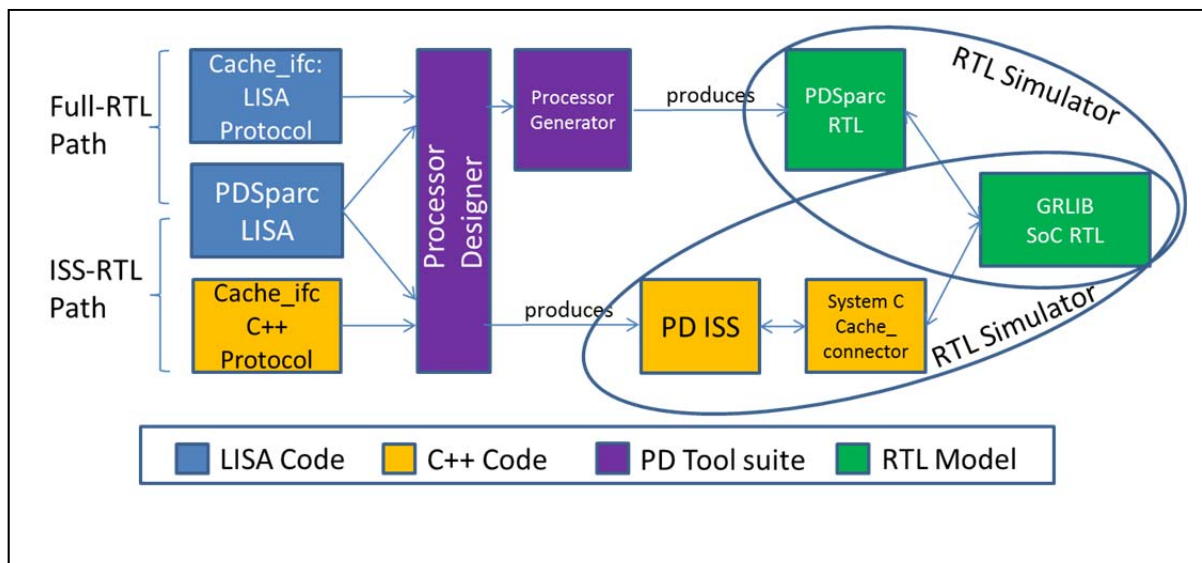 Full-RTL
Path
ISS-RTL
Path
Cache_ifc:
LISA
Protocol
PDSparc
LISA
Cache_ifc
C++
Protocol
Processor
Designer
Processor
Generator
produces
produces
PDSparc
RTL
RTL Simulator
GRLIB
SoC RTL
PD ISS
System C
Cache_
connector
RTL Simulator
LISA Code
C++ Code
PD Tool suite
RTL Model